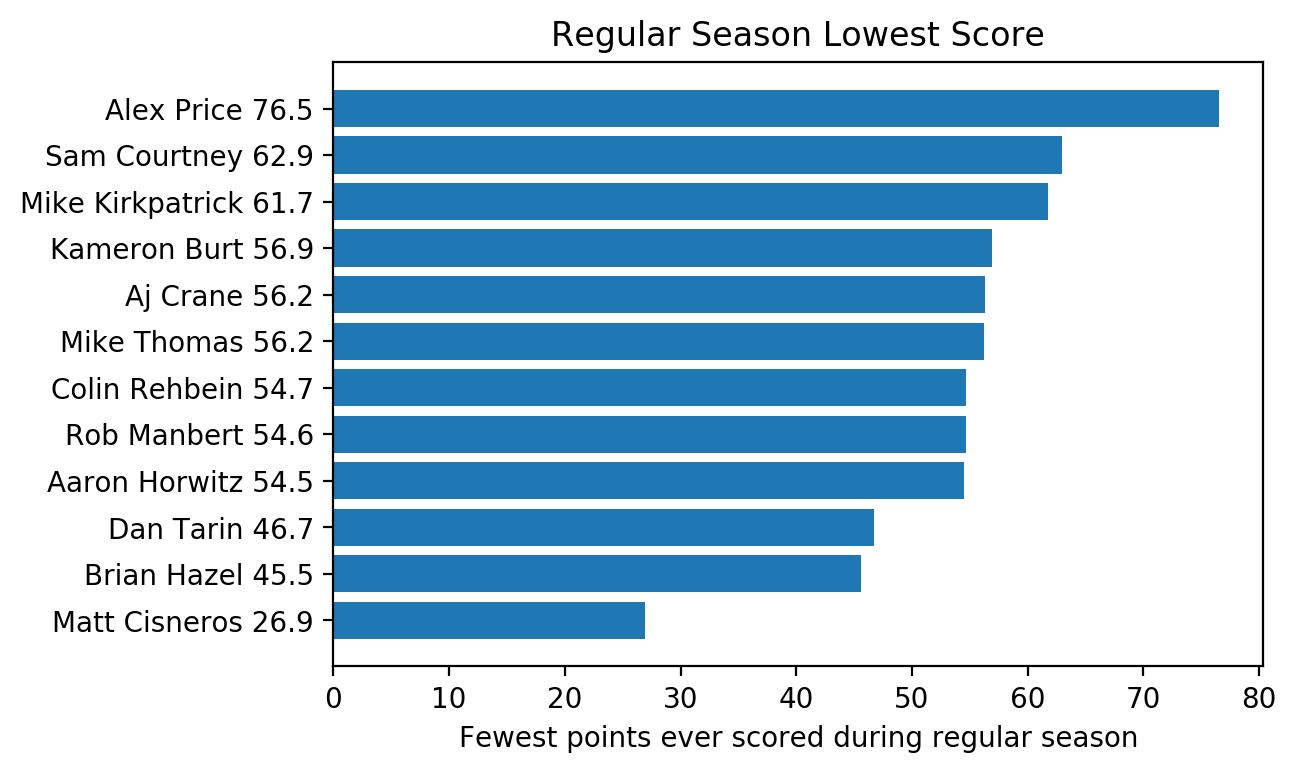 Regular Season Lowest Score
Alex Price 76.5
Sam Courtney 62.9
Mike Kirkpatrick 61.7
Kameron Burt 56.9
Aj Crane 56.2
Mike Thomas 56.2
Colin Rehbein 54.7
Rob Manbert 54.6
Aaron Horwitz 54.5
Dan Tarin 46.7
Brian Hazel 45.5
Matt Cisneros 26.9
0 10 20 30 40 50 60 70 80
Fewest points ever scored during regular season